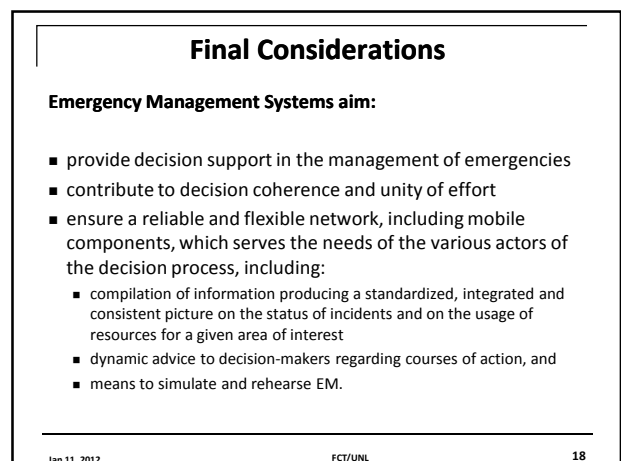 Final Considerations
Emergency Management Systems aim:
■ provide decision support in the management of emergencies
■ contribute to decision coherence and unity of effort
■ ensure a reliable and flexible network, including mobile
components, which serves the needs of the various actors of
the decision process, including:
■ compilation of information producing a standardized, integrated and
consistent picture on the status of incidents and on the usage of
resources for a given area of interest
■ dynamic advice to decision-makers regarding courses of action, and
■ means to simulate and rehearse EM.
Jan 11, 2012 FCT/UNL 18